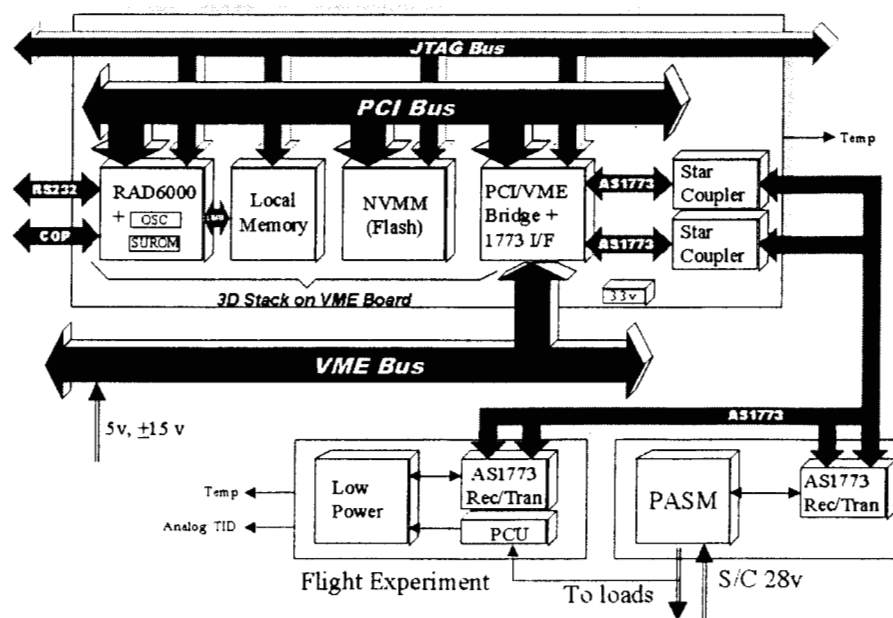 JTAG Bus
PCI Bus
Temp
RS232
COP
RAD6000
+
OSC
SUROM
Local
Memory
NVMM
(Flash)
PCI/VME
Bridge +
1773 I/F
AS1773
AS1773
Star
Coupler
Star
Coupler
3D Stack on VME Board
3.3v
VME Bus
5v, ±15 v
AS1773
Temp
Analog TID
Low
Power
AS1773
Rec/Tran
PCU
PASM
AS1773
Rec/Tran
Flight Experiment
To loads
S/C 28v